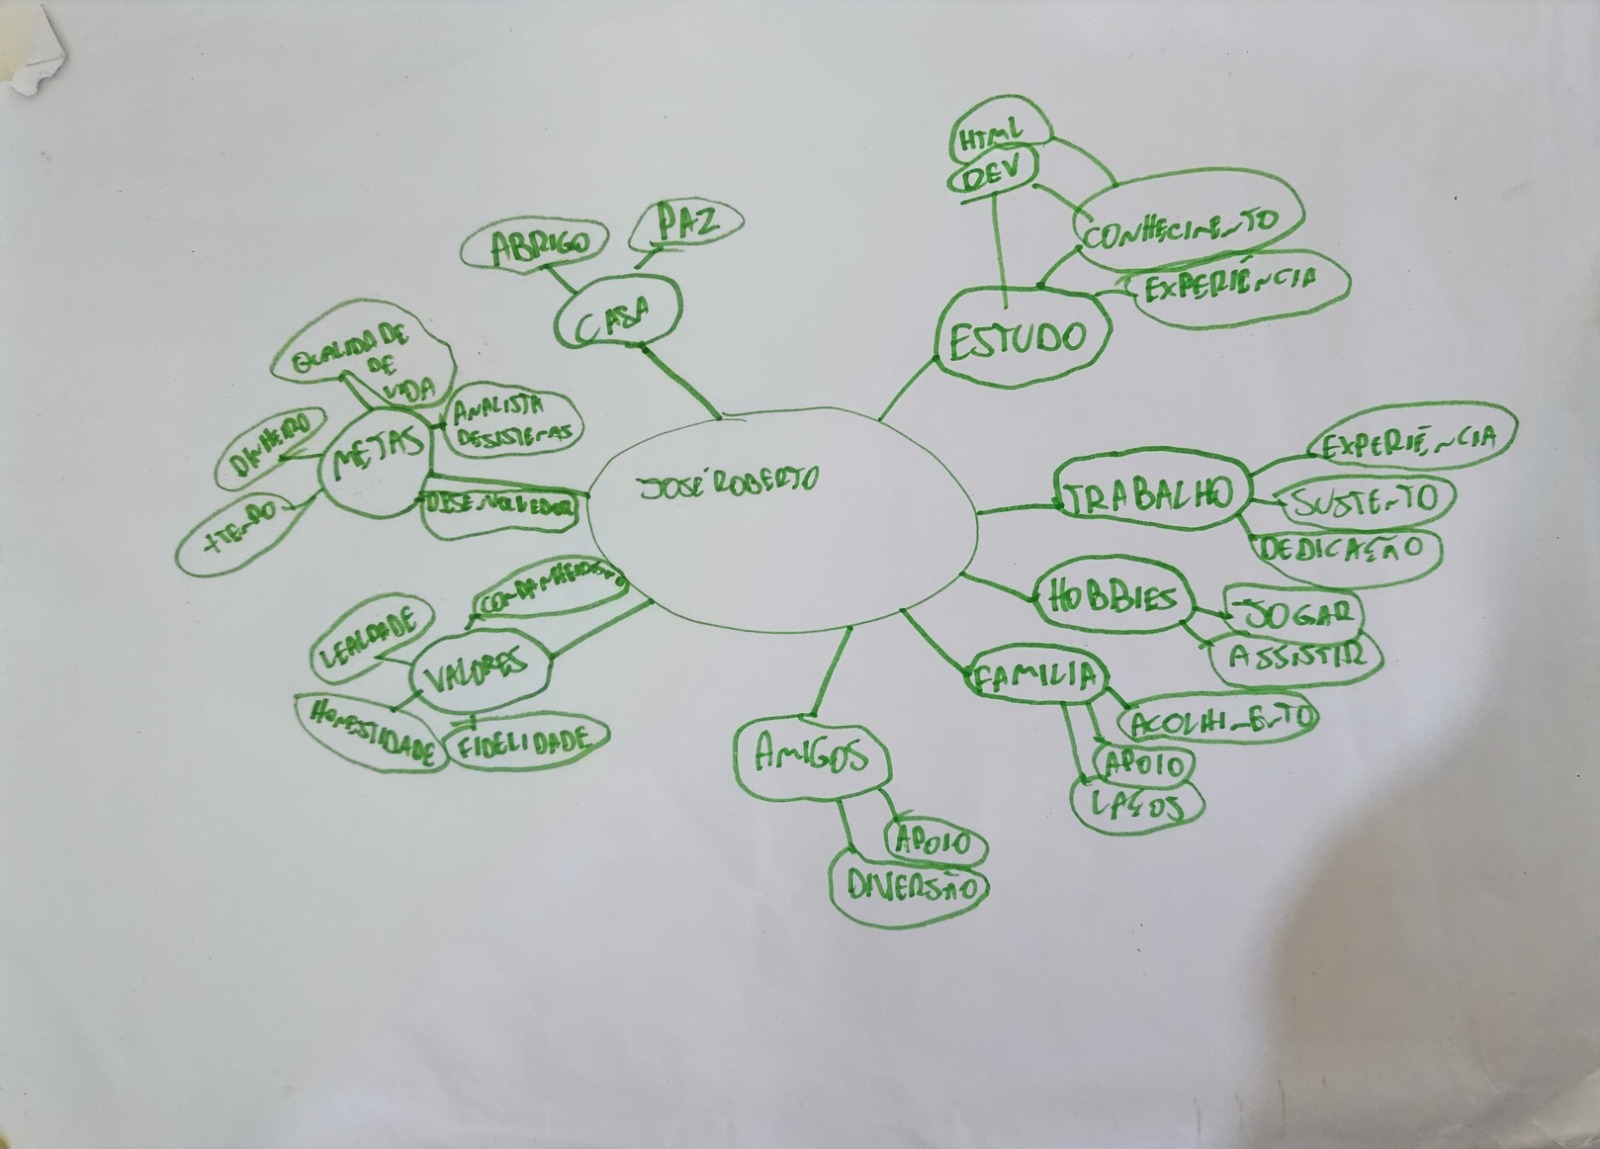 HTML
DEV
CONHECIMENTO
EXPERIÊNCIA
ESTUDO
PAZ
ABRIGO
CASA
QUALIDADE
DE
VIDA
ANALISTA
DE SISTEMAS
DINHEIRO
METAS
+TEMPO
DESENVOLVEDOR
JOSÉ ROBERTO
EXPERIÊNCIA
TRABALHO
SUSTENTO
DEDICAÇÃO
HOBBIES
JOGAR
ASSISTIR
FAMILIA
ACOLHIMENTO
APOIO
LAÇOS
COMPANHEIRISMO
LEALDADE
VALORES
HONESTIDADE
FIDELIDADE
AMIGOS
APOIO
DIVERSÃO